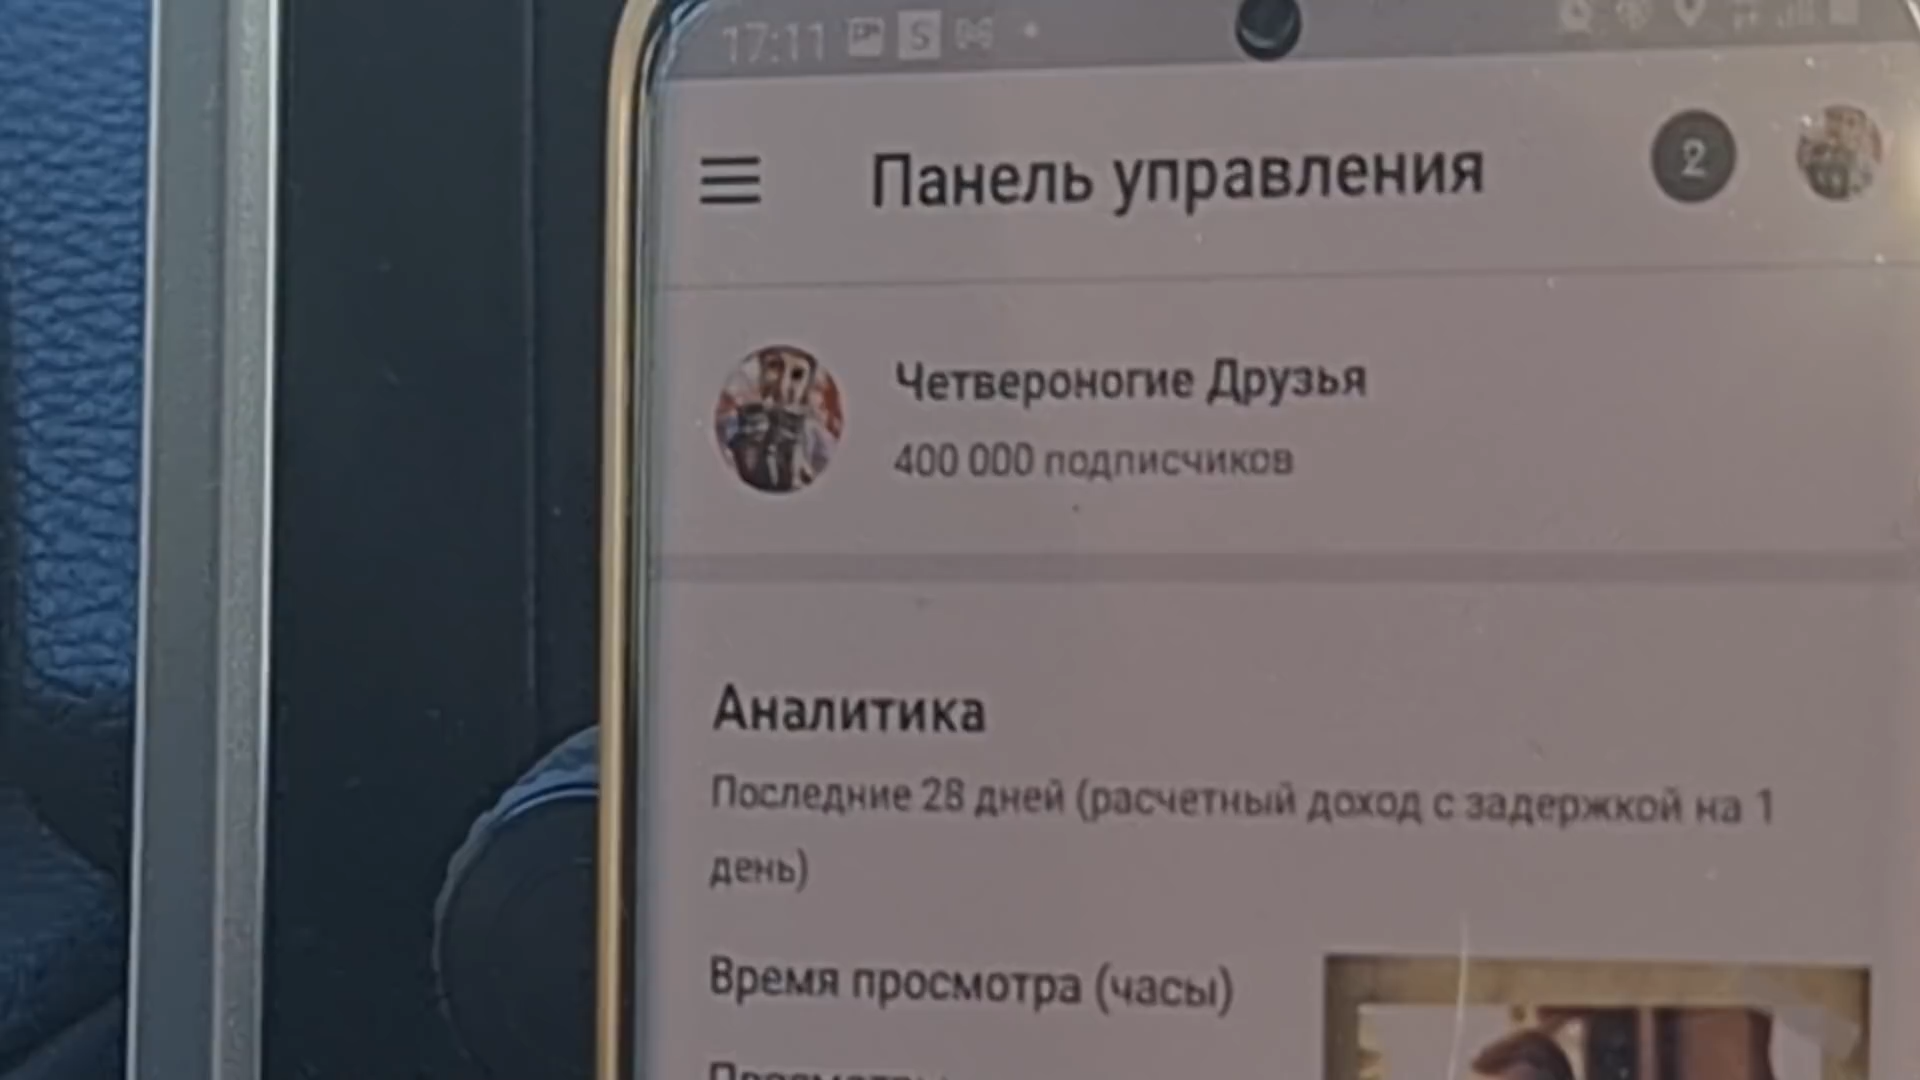 17:11 S
Панель управления
2
Четвероногие Друзья
400 000 подписчиков
Аналитика
Последние 28 дней (расчетный доход с задержкой на 1
день)
Время просмотра (часы)
Просмотры